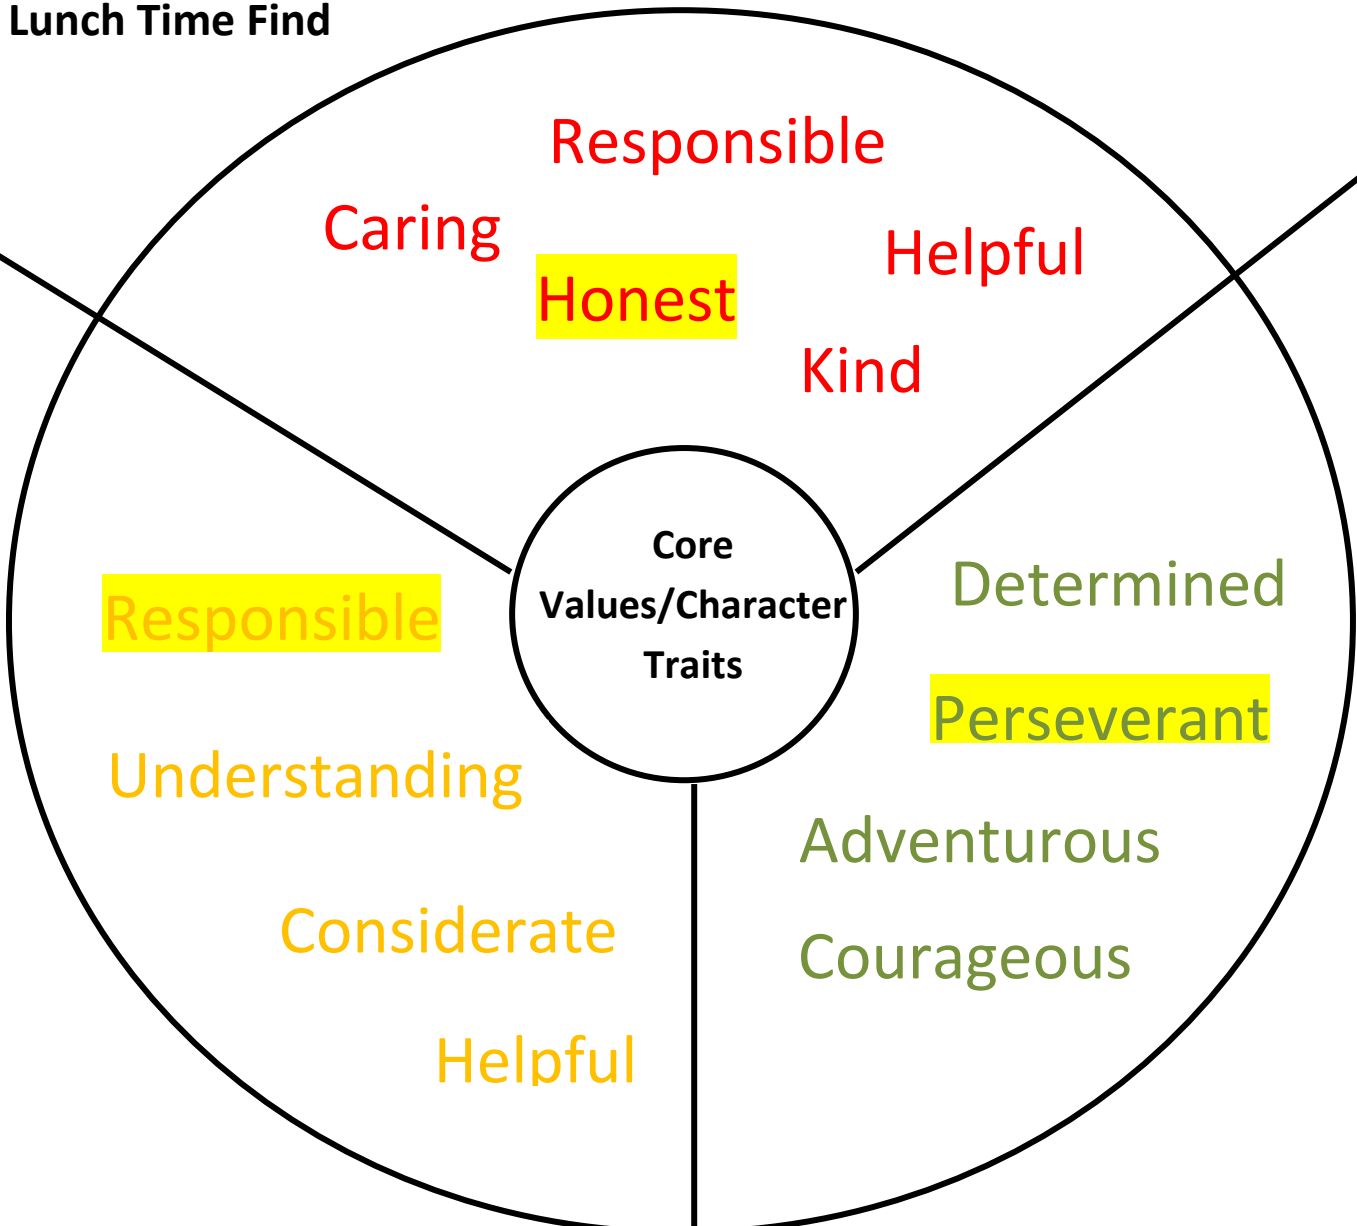 Lunch Time Find
Responsible
Caring
Helpful
Honest
Kind
Core
Values/Character
Traits
Determined
Perseverant
Adventurous
Courageous
Responsible
Understanding
Considerate
Helpful